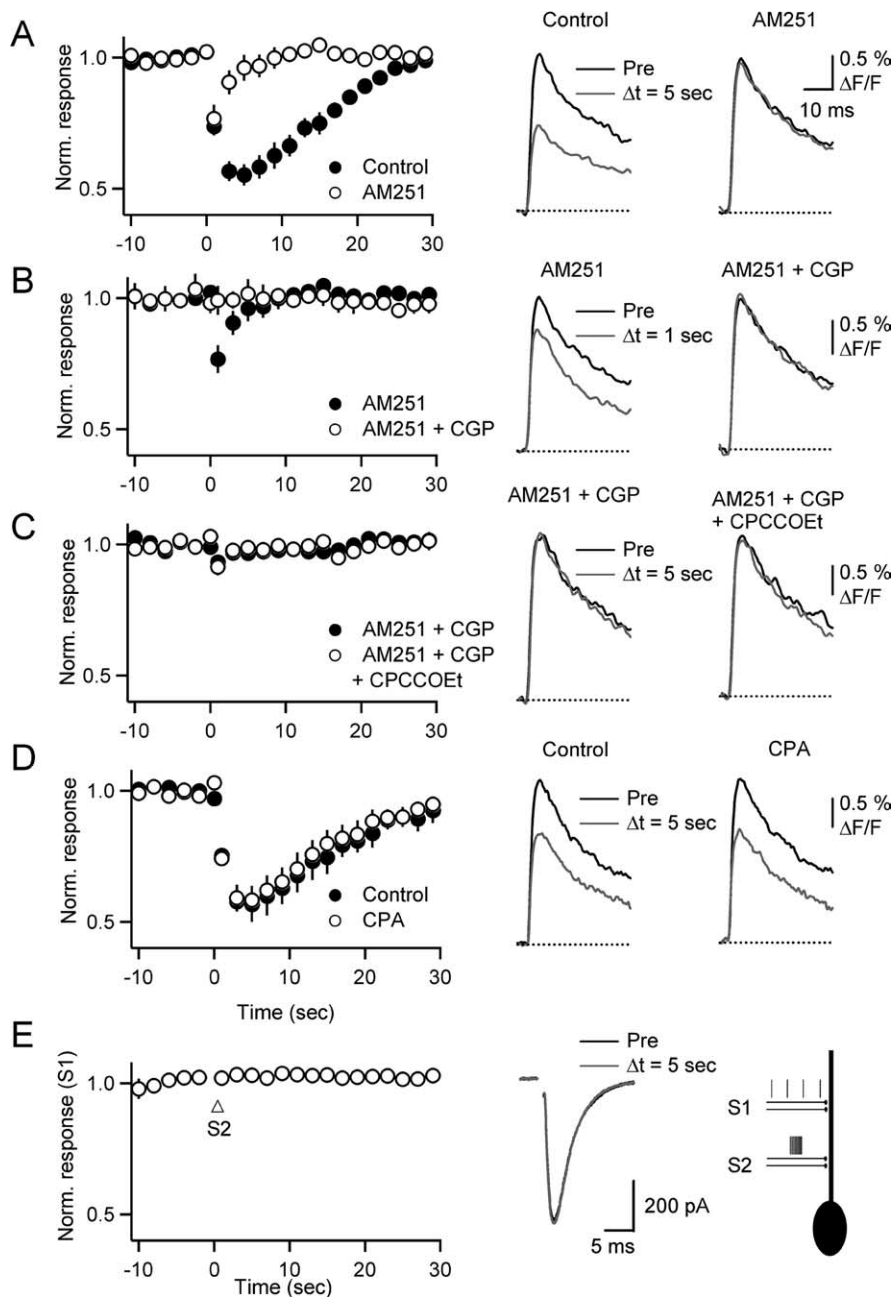 A
Norm. response
1.0
0.5
-10 0 10 20 30
Control
AM251
Control
Pre
Δt = 5 sec
AM251
0.5 %
ΔF/F
10 ms
B
Norm. response
1.0
0.5
-10 0 10 20 30
AM251
AM251 + CGP
AM251
Pre
Δt = 1 sec
AM251 + CGP
0.5 %
ΔF/F
C
Norm. response
1.0
0.5
-10 0 10 20 30
AM251 + CGP
AM251 + CGP
+ CPCCOEt
AM251 + CGP
Pre
Δt = 5 sec
AM251 + CGP
+ CPCCOEt
0.5 %
ΔF/F
D
Norm. response
1.0
0.5
-10 0 10 20 30
Control
CPA
Time (sec)
Control
Pre
Δt = 5 sec
CPA
0.5 %
ΔF/F
E
Norm. response (S1)
1.0
0.5
S2
-10 0 10 20 30
Time (sec)
Pre
Δt = 5 sec
200 pA
5 ms
S1
S2